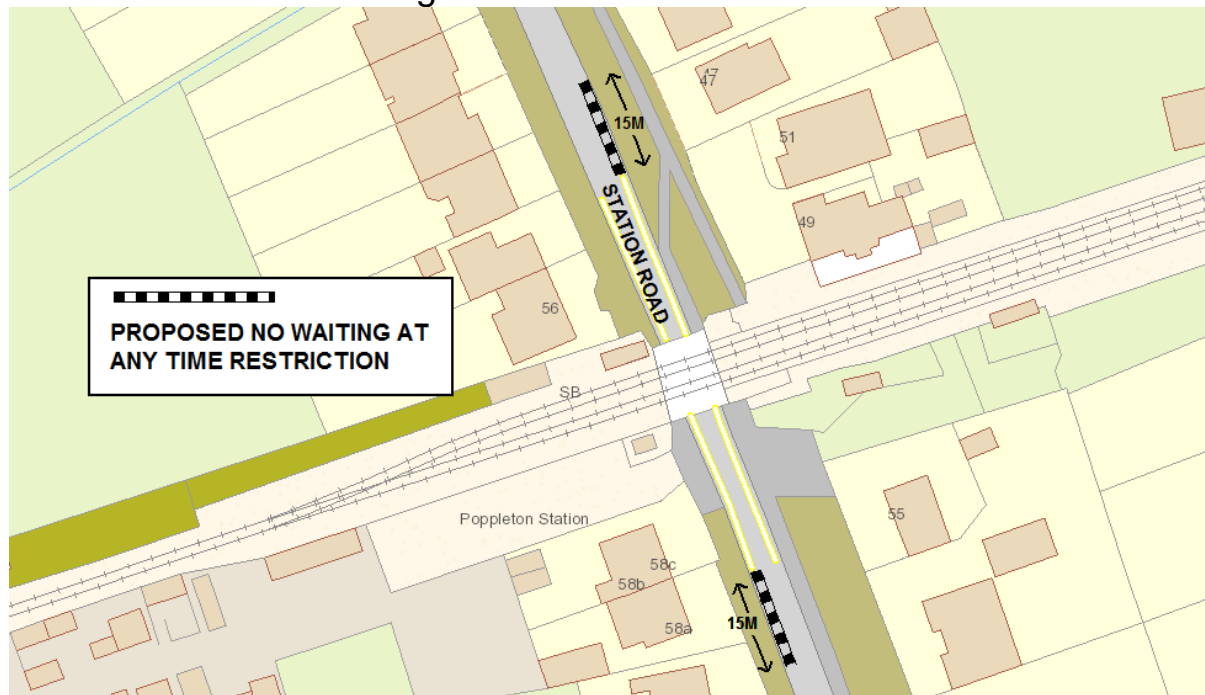 47
15M
51
STATION ROAD
49
PROPOSED NO WAITING AT
ANY TIME RESTRICTION
56
SB
Poppleton Station
55
58c
58b
58a
15M